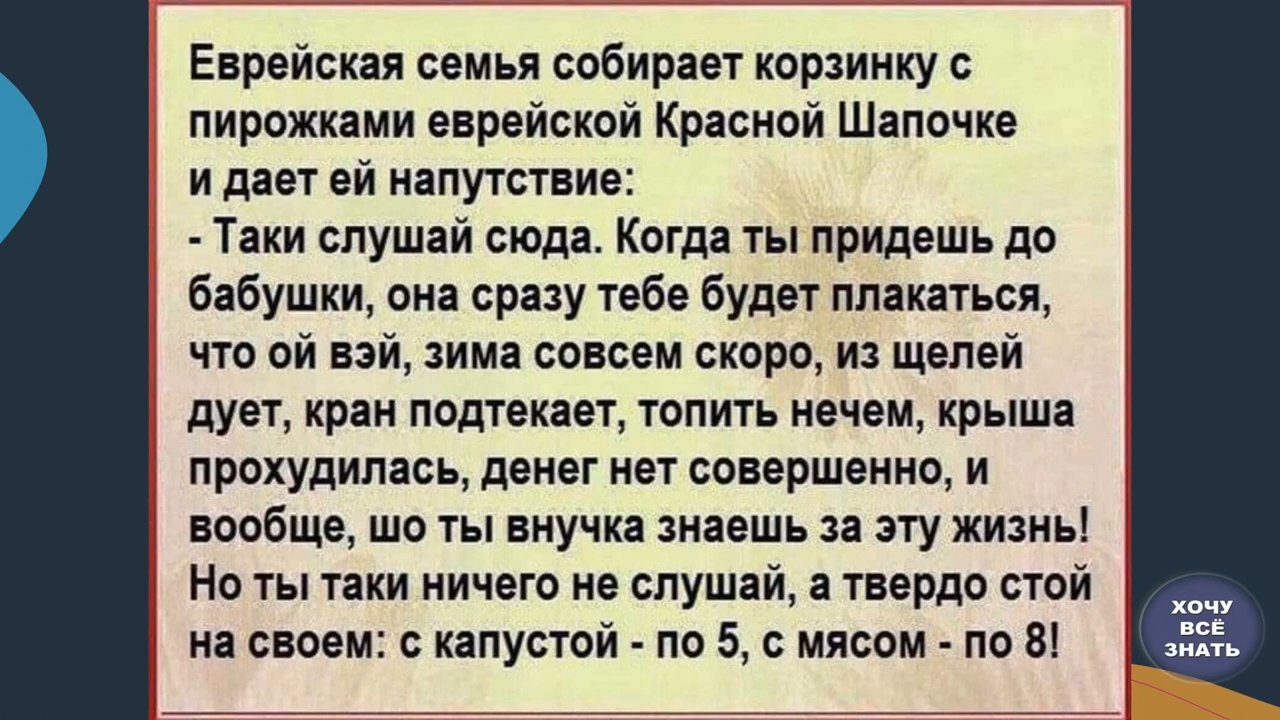 Еврейская семья собирает корзинку с
пирожками еврейской Красной Шапочке
и дает ей напутствие:
- Таки слушай сюда. Когда ты придешь до
бабушки, она сразу тебе будет плакаться,
что ой вэй, зима совсем скоро, из щелей
дует, кран подтекает, топить нечем, крыша
прохудилась, денег нет совершенно, и
вообще, шо ты внучка знаешь за эту жизнь!
Но ты таки ничего не слушай, а твердо стой
на своем: с капустой - по 5, с мясом - по 8!
ХОЧУ
ВСЁ
ЗНАТЬ